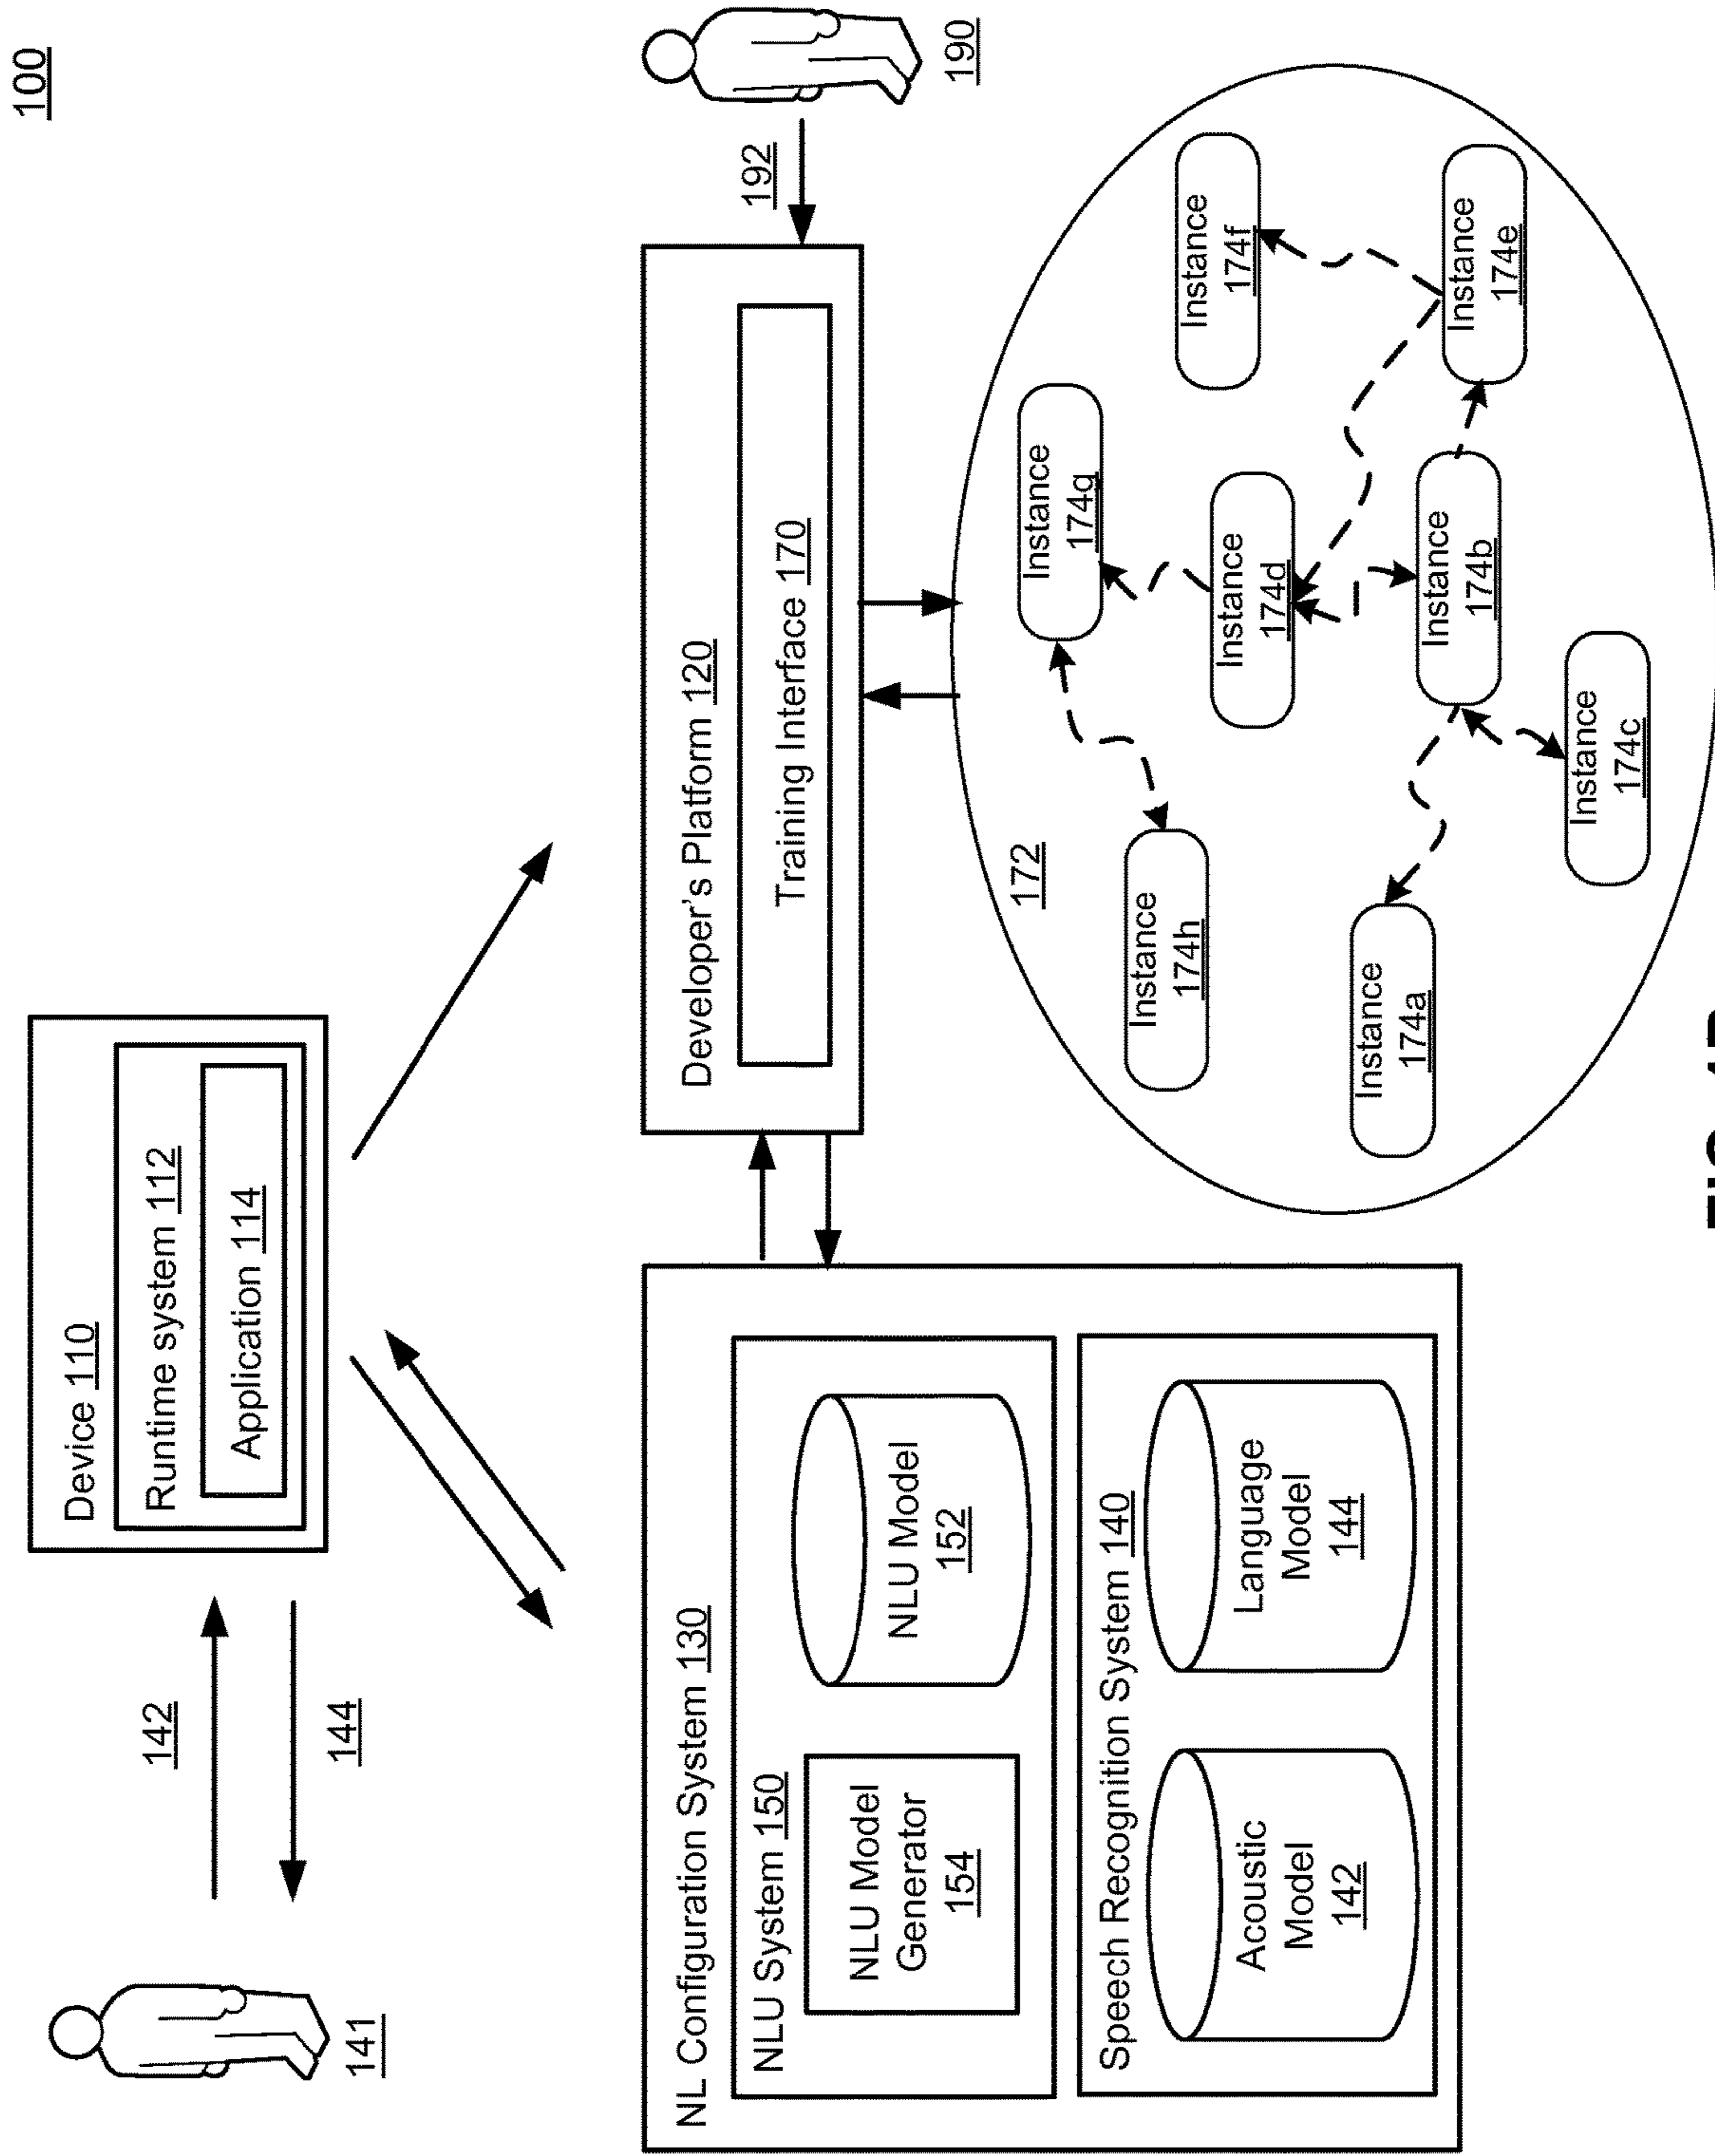 100
Device 110
Runtime system 112
Application 114
142
144
141
190
192
NL Configuration System 130
NLU System 150
NLU Model
Generator
154
NLU Model
152
Speech Recognition System 140
Acoustic
Model
142
Language
Model
144
Developer's Platform 120
Training Interface 170
172
Instance
174g
Instance
174h
Instance
174f
Instance
174d
Instance
174a
Instance
174b
Instance
174e
Instance
174c